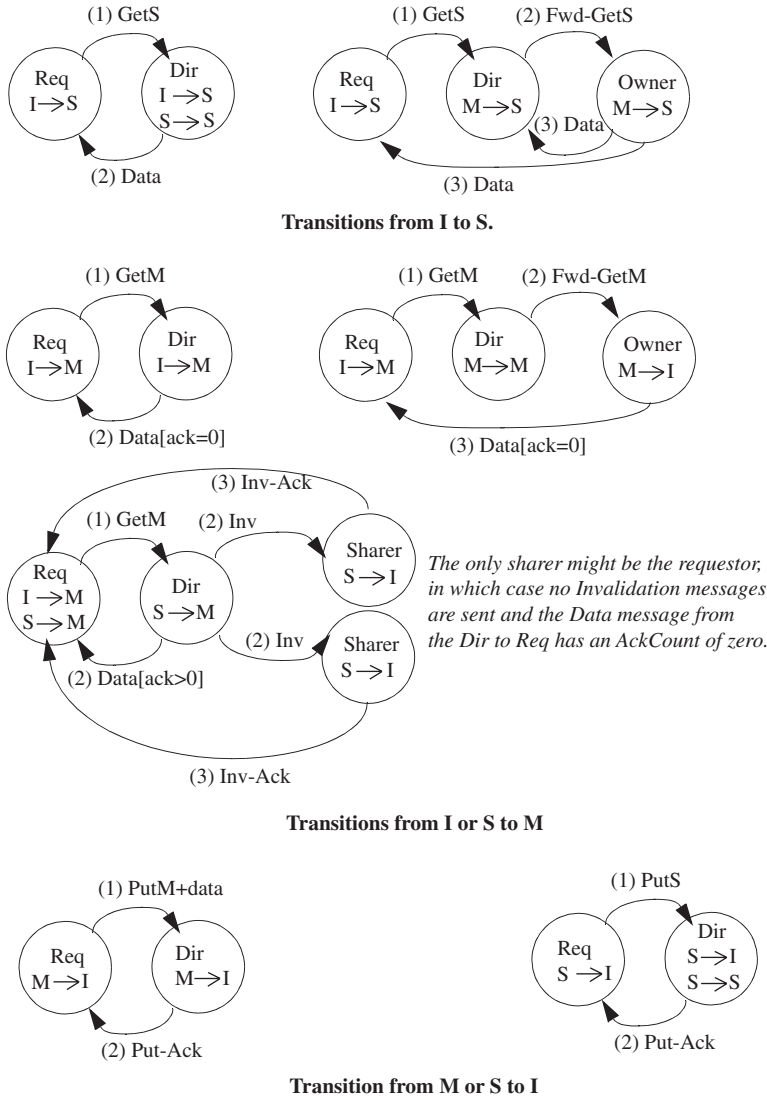 (1) GetS
Req
I→S
Dir
I→S
S→S
(2) Data
(1) GetS
(2) Fwd-GetS
Req
I→S
Dir
M→S
Owner
M→S
(3) Data
(3) Data
Transitions from I to S.
(1) GetM
Req
I→M
Dir
I→M
(2) Data[ack=0]
(1) GetM
(2) Fwd-GetM
Req
I→M
Dir
M→M
Owner
M→I
(3) Data[ack=0]
(3) Inv-Ack
(1) GetM
(2) Inv
Req
I→M
S→M
Dir
S→M
Sharer
S→I
(2) Inv
Sharer
S→I
(2) Data[ack>0]
(3) Inv-Ack
The only sharer might be the requestor,
in which case no Invalidation messages
are sent and the Data message from
the Dir to Req has an AckCount of zero.
Transitions from I or S to M
(1) PutM+data
Req
M→I
Dir
M→I
(2) Put-Ack
(1) PutS
Req
S→I
Dir
S→I
S→S
(2) Put-Ack
Transition from M or S to I